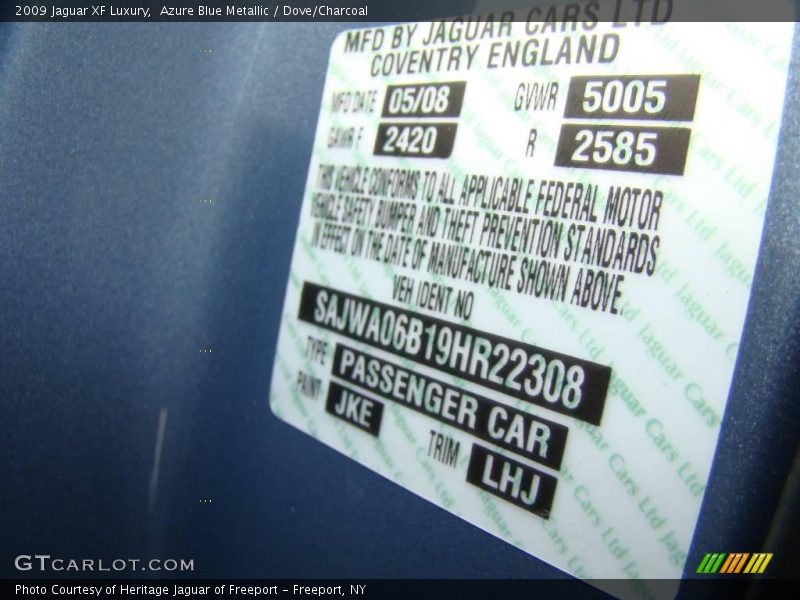 2009 Jaguar XF Luxury, Azure Blue Metallic / Dove/Charcoal
MFD BY JAGUAR CARS LTD
COVENTRY ENGLAND
MFD DATE 05/08 GVWR 5005
GAWR F 2420 R 2585
THIS VEHICLE CONFORMS TO ALL APPLICABLE FEDERAL MOTOR
VEHICLE SAFETY BUMPER AND THEFT PREVENTION STANDARDS
IN EFFECT ON THE DATE OF MANUFACTURE SHOWN ABOVE.
VEH IDENT NO
SAJWA06B19HR22308
TYPE PASSENGER CAR
PAINT JKE TRIM LHJ
GTCARLOT.COM
Photo Courtesy of Heritage Jaguar of Freeport - Freeport, NY